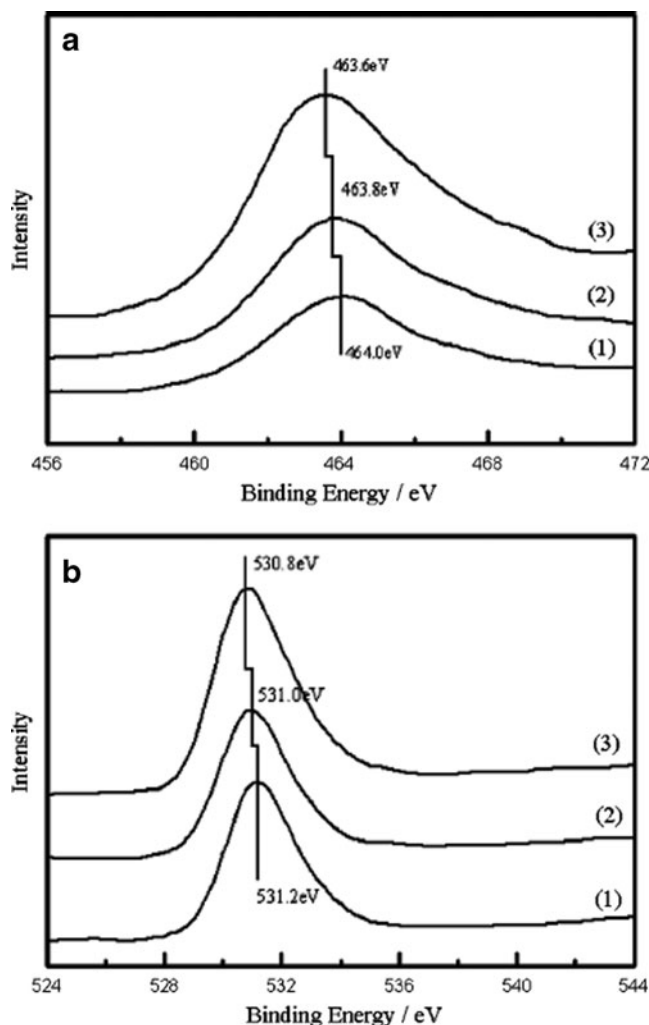 a
463.6eV
463.8eV
(3)
(2)
(1)
464.0eV
Intensity
456 460 464 468 472
Binding Energy / eV
b
530.8eV
531.0eV
(3)
(2)
(1)
531.2eV
Intensity
524 528 532 536 540 544
Binding Energy / eV